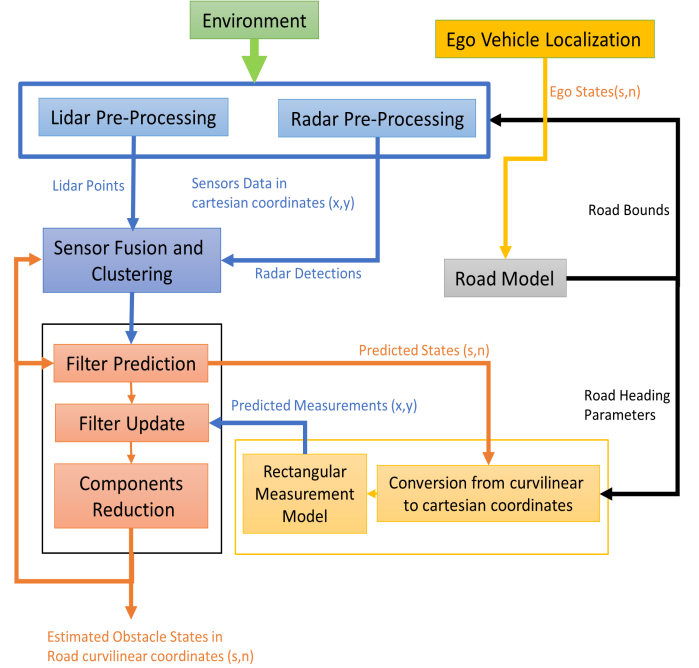 Environment
Ego Vehicle Localization
Ego States(s,n)
Lidar Pre-Processing
Radar Pre-Processing
Lidar Points
Sensors Data in
cartesian coordinates (x,y)
Road Bounds
Sensor Fusion and
Clustering
Radar Detections
Road Model
Filter Prediction
Predicted States (s,n)
Road Heading
Parameters
Filter Update
Predicted Measurements (x,y)
Components
Reduction
Rectangular
Measurement
Model
Conversion from curvilinear
to cartesian coordinates
Estimated Obstacle States in
Road curvilinear coordinates (s,n)